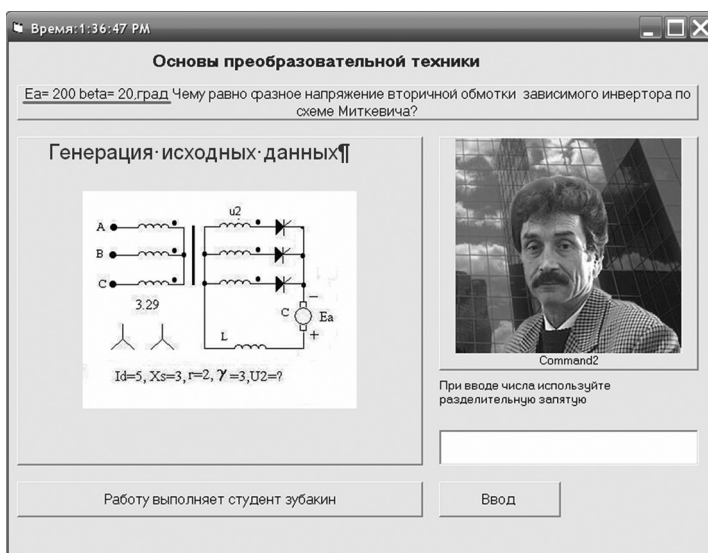 Время:1:36:47 PM
Основы преобразовательной техники
Ea= 200 beta= 20,град Чему равно фазное напряжение вторичной обмотки зависимого инвертора по
схеме Миткевича?
Генерация·исходных·данных¶
u2
A
B
C
3.29
C
Ea
−
+
L
Id=5, Xs=3, r=2, γ =3,U2=?
Command2
При вводе числа используйте
разделительную запятую
Работу выполняет студент зубакин
Ввод